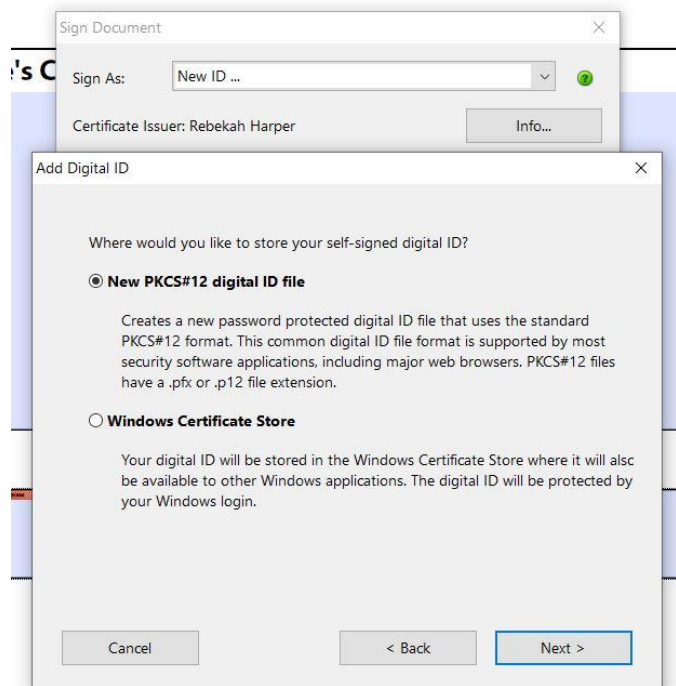 Sign Document
's C
Sign As:
New ID ...
Certificate Issuer: Rebekah Harper
Info...
Add Digital ID
Where would you like to store your self-signed digital ID?
New PKCS#12 digital ID file
Creates a new password protected digital ID file that uses the standard
PKCS#12 format. This common digital ID file format is supported by most
security software applications, including major web browsers. PKCS#12 files
have a .pfx or .p12 file extension.
Windows Certificate Store
Your digital ID will be stored in the Windows Certificate Store where it will also
be available to other Windows applications. The digital ID will be protected by
your Windows login.
Cancel
< Back
Next >